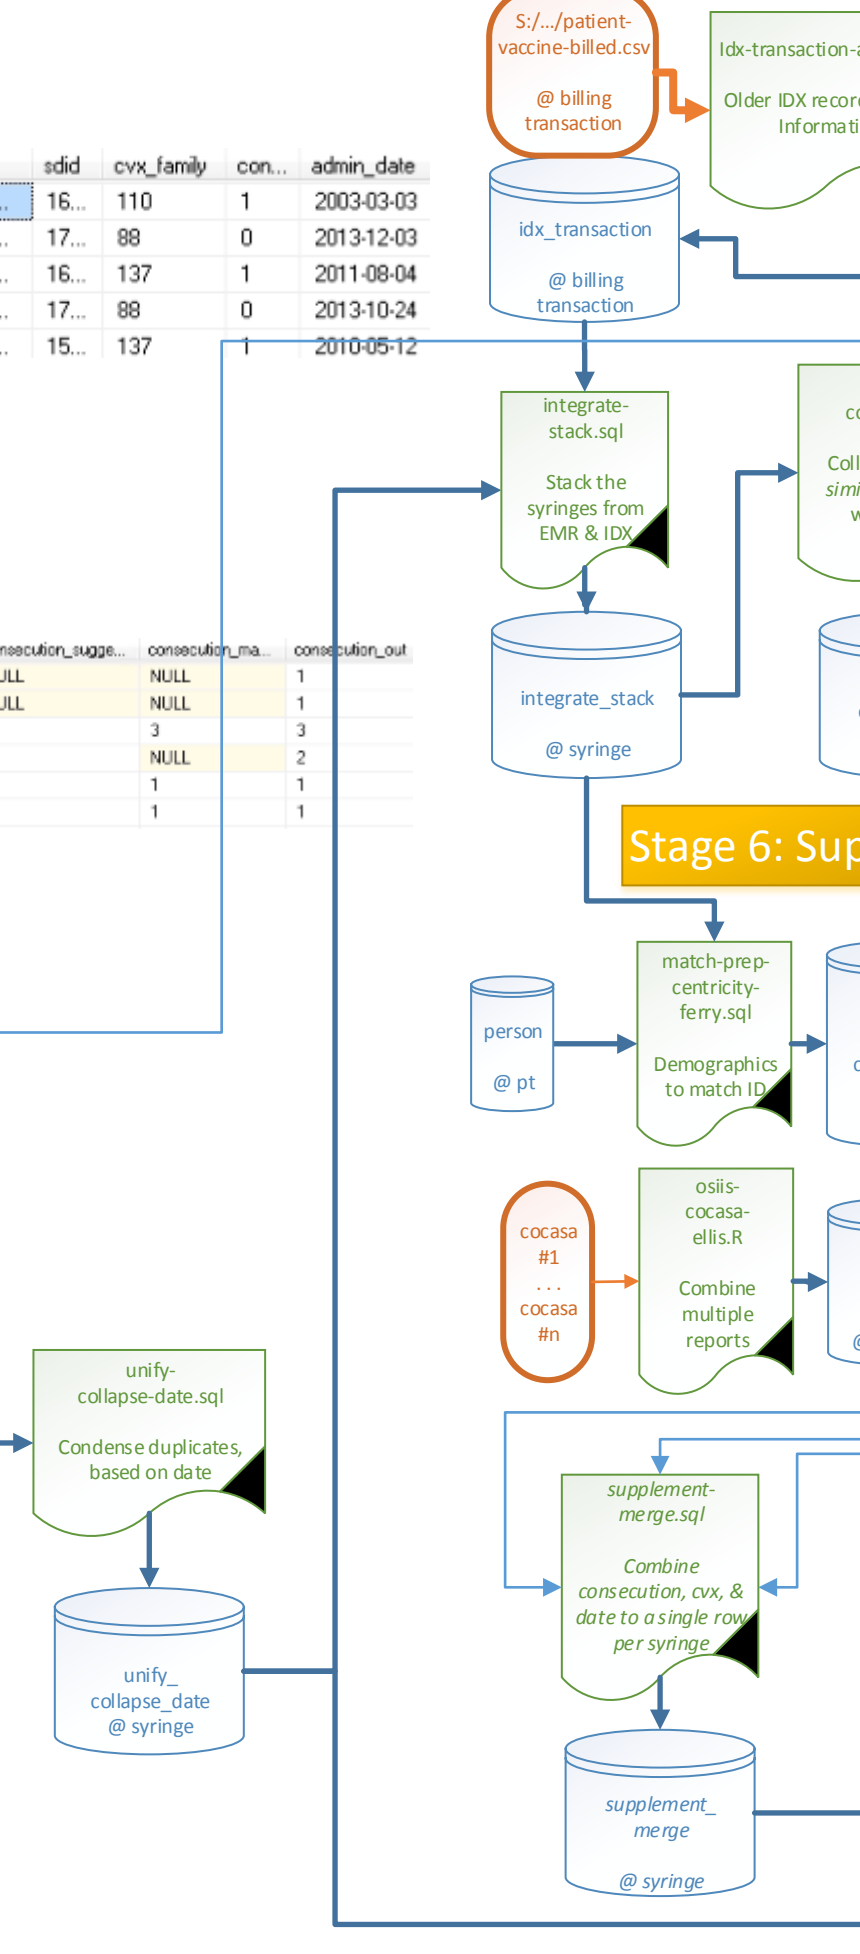 S:/.../patient-
vaccine-billed.csv
@ billing
transaction
Idx-transaction-a
Older IDX recor
Informati
sdid cvx_family con... admin_date
16... 110 1 2003-03-03
17... 88 0 2013-12-03
16... 137 1 2011-08-04
17... 88 0 2013-10-24
15... 137 1 2010-05-12
idx_transaction
@ billing
transaction
integrate-
stack.sql
Stack the
syringes from
EMR & IDX
co
Coll
simi
w
nsecution_sugge... consecution_ma... consecution_out
ULL NULL 1
ULL NULL 1
3 3
NULL 2
1 1
1 1
integrate_stack
@ syringe
Stage 6: Sup
match-prep-
centricity-
ferry.sql
Demographics
to match ID
person
@ pt
osiis-
cocasa-
ellis.R
Combine
multiple
reports
cocasa
#1
...
cocasa
#n
@
unify-
collapse-date.sql
Condense duplicates,
based on date
supplement-
merge.sql
Combine
consecution, cvx, &
date to a single row
per syringe
unify_
collapse_date
@ syringe
supplement_
merge
@ syringe